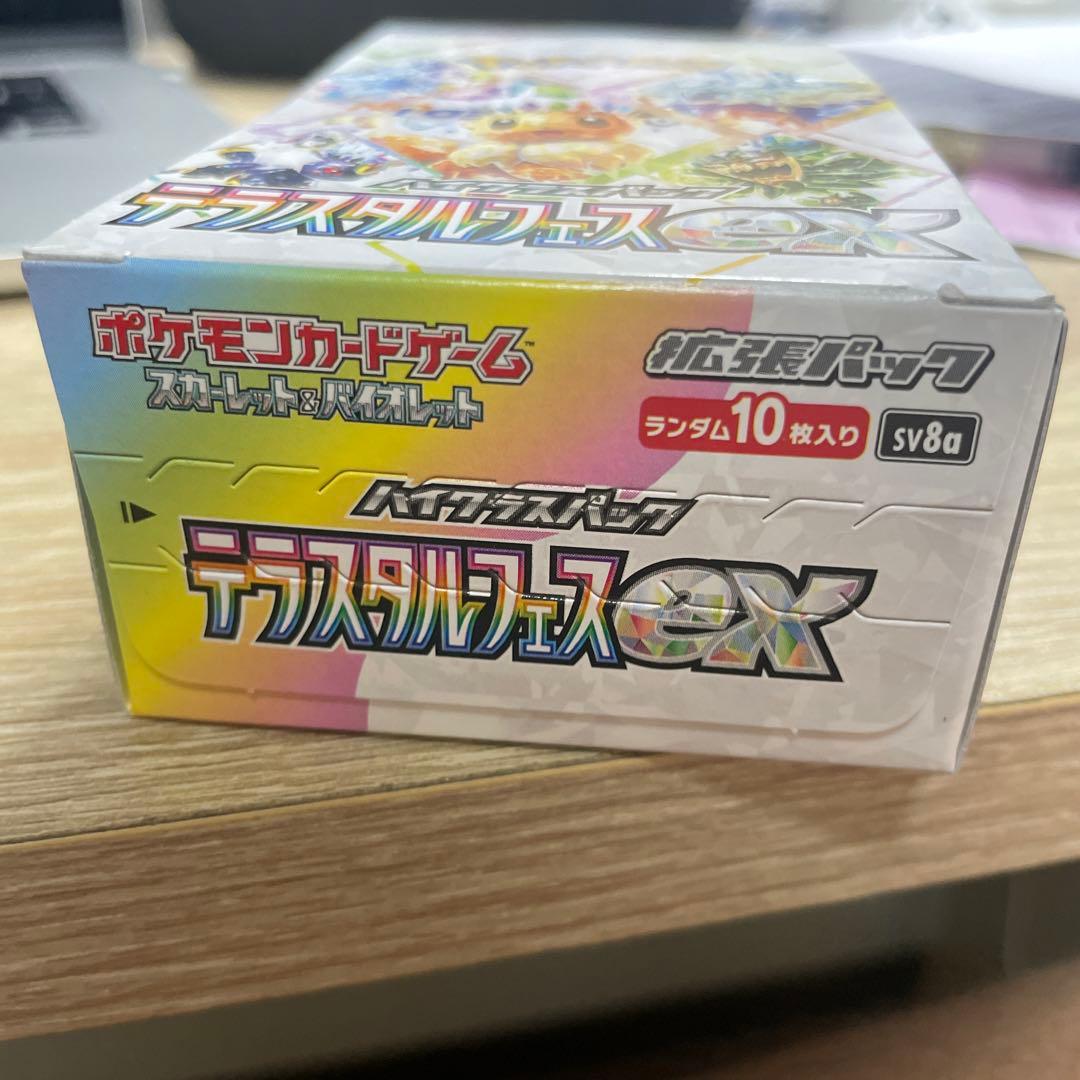 ハイクラスパック
テラスタルフェスex
ポケモンカードゲーム™
スカーレット&バイオレット
拡張パック
ランダム10枚入り
sv8a
ハイクラスパック
テラスタルフェスex